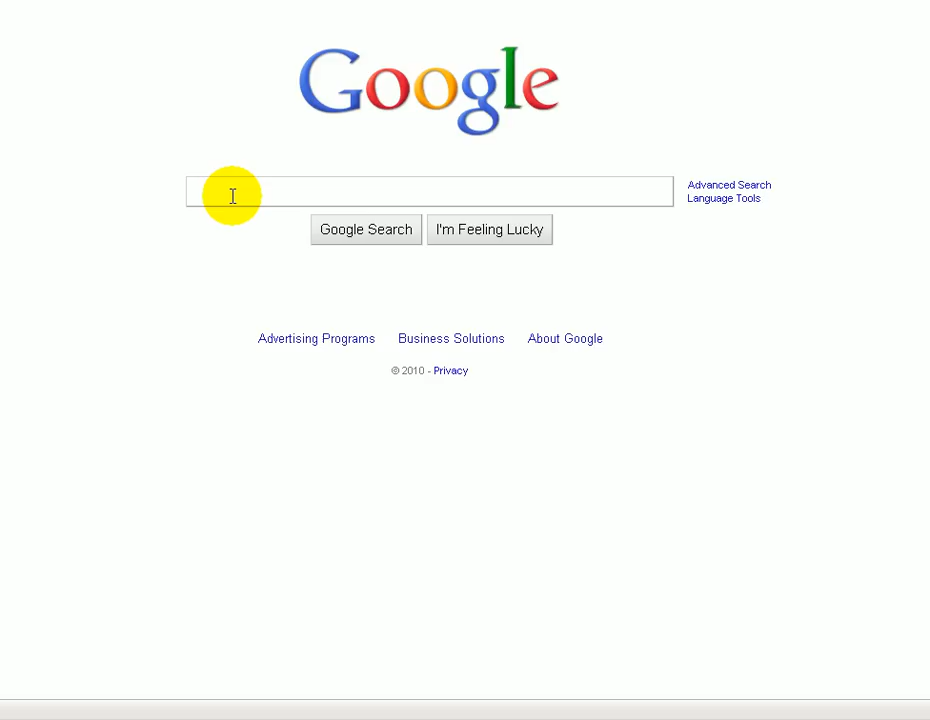 Google
Advanced Search
Language Tools
Google Search
I'm Feeling Lucky
Advertising Programs
Business Solutions
About Google
© 2010 - Privacy